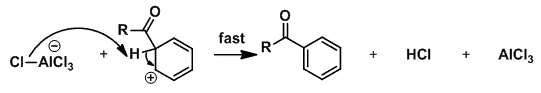 Cl—AlCl3 ⊖ + R O H ⊕ fast R O + HCl + AlCl3